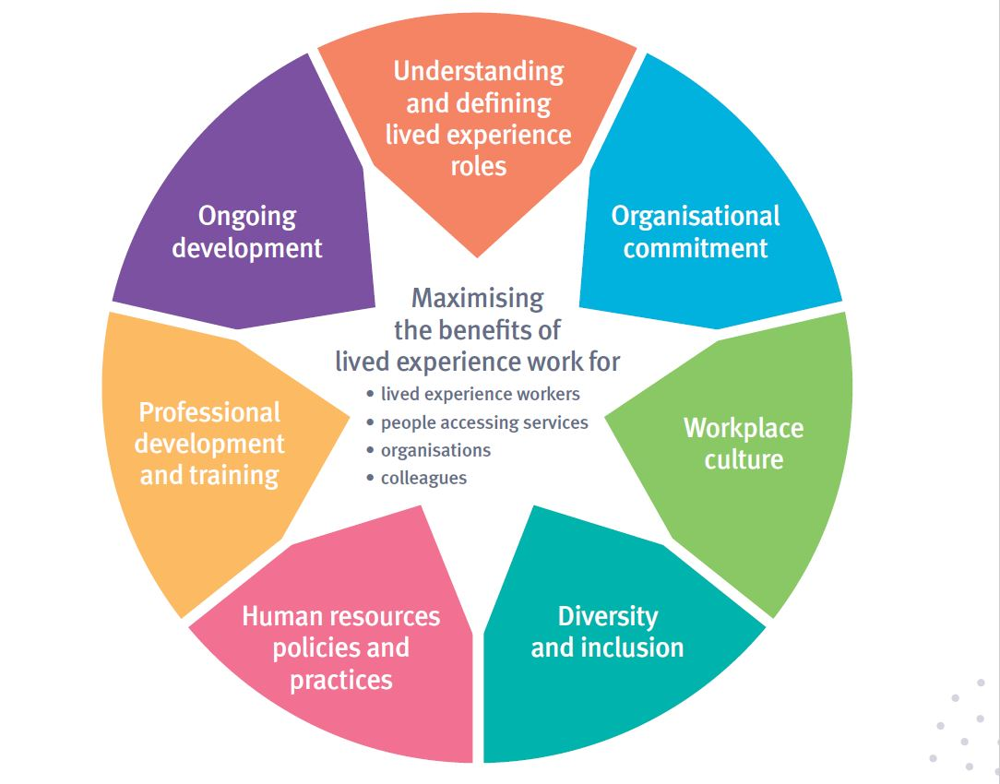 Understanding
and defining
lived experience
roles
Organisational
commitment
Workplace
culture
Diversity
and inclusion
Human resources
policies and
practices
Professional
development
and training
Ongoing
development
Maximising
the benefits of
lived experience work for
• lived experience workers
• people accessing services
• organisations
• colleagues